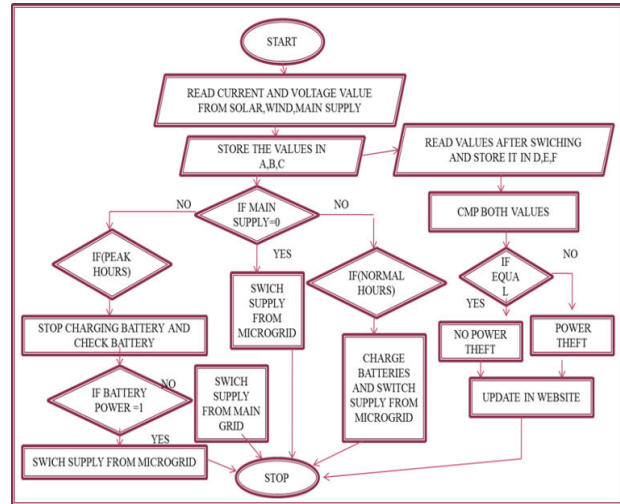 START
READ CURRENT AND VOLTAGE VALUE
FROM SOLAR,WIND,MAIN SUPPLY
STORE THE VALUES IN
A,B,C
READ VALUES AFTER SWICHING
AND STORE IT IN D,E,F
NO
IF MAIN
SUPPLY=0
NO
CMP BOTH VALUES
IF(PEAK
HOURS)
YES
SWICH
SUPPLY
FROM
MICROGRID
IF(NORMAL
HOURS)
IF
EQUA
L
NO
YES
STOP CHARGING BATTERY AND
CHECK BATTERY
NO POWER
THEFT
POWER
THEFT
CHARGE
BATTERIES
AND SWITCH
SUPPLY FROM
MICROGRID
IF BATTERY
POWER =1
NO
SWICH
SUPPLY
FROM MAIN
GRID
UPDATE IN WEBSITE
YES
SWICH SUPPLY FROM MICROGRID
STOP